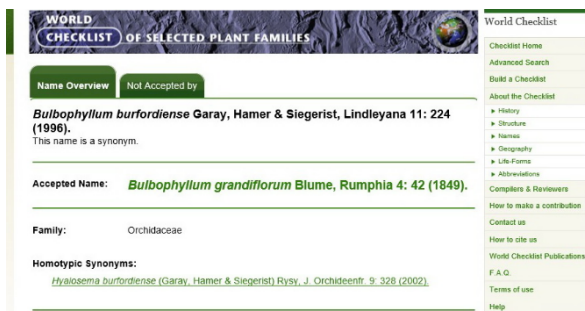 WORLD
CHECKLIST OF SELECTED PLANT FAMILIES
Name Overview
Not Accepted by
Bulbophyllum burfordiense Garay, Hamer & Siegerist, Lindleyana 11: 224
(1996).
This name is a synonym.
Accepted Name: Bulbophyllum grandiflorum Blume, Rumphia 4: 42 (1849).
Family: Orchidaceae
Homotypic Synonyms:
Hyalosema burfordiense (Garay, Hamer & Siegerist) Rysy, J. Orchideenfr. 9: 328 (2002).
World Checklist
Checklist Home
Advanced Search
Build a Checklist
About the Checklist
History
Structure
Names
Geography
Life-Forms
Abbreviations
Compilers & Reviewers
How to make a contribution
Contact us
How to cite us
World Checklist Publications
F.A.Q.
Terms of use
Help